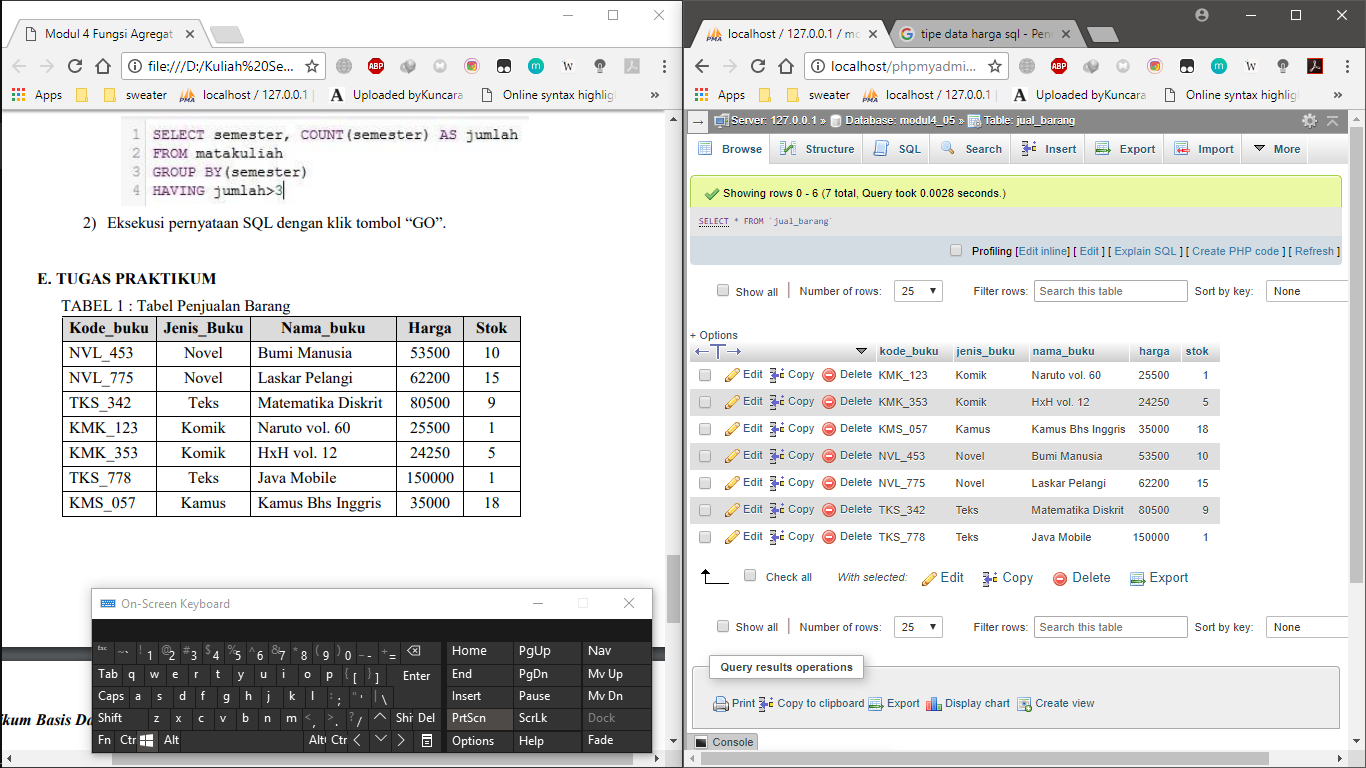 Modul 4 Fungsi Agregat
file:///D:/Kuliah%20Se...
Apps sweater localhost / 127.0.0.1 Uploaded byKuncara Online syntax highlig »
1 SELECT semester, COUNT(semester) AS jumlah
2 FROM matakuliah
3 GROUP BY(semester)
4 HAVING jumlah>3
2) Eksekusi pernyataan SQL dengan klik tombol “GO”.
E. TUGAS PRAKTIKUM
TABEL 1 : Tabel Penjualan Barang
Kode_buku Jenis_Buku Nama_buku Harga Stok
NVL_453 Novel Bumi Manusia 53500 10
NVL_775 Novel Laskar Pelangi 62200 15
TKS_342 Teks Matematika Diskrit 80500 9
KMK_123 Komik Naruto vol. 60 25500 1
KMK_353 Komik HxH vol. 12 24250 5
TKS_778 Teks Java Mobile 150000 1
KMS_057 Kamus Kamus Bhs Inggris 35000 18
kum Basis Da
On-Screen Keyboard
Esc ~ ` ! 1 @ 2 # 3 $ 4 % 5 ^ 6 & 7 * 8 ( 9 ) 0 _ - + = Home PgUp Nav
Tab q w e r t y u i o p { [ } ] Enter End PgDn Mv Up
Caps a s d f g h j k l : ; " ' | \ Insert Pause Mv Dn
Shift z x c v b n m < , > . ? / Shi Del PrtScn ScrLk Dock
Fn Ctr Alt Alt Ctr Options Help Fade
localhost / 127.0.0.1 / mo
tipe data harga sql - Pen
localhost/phpmyadmi...
Apps sweater localhost / 127.0.0.1 Uploaded byKuncara Online syntax highlig »
Server: 127.0.0.1 » Database: modul4_05 » Table: jual_barang
Browse Structure SQL Search Insert Export Import More
Showing rows 0 - 6 (7 total, Query took 0.0028 seconds.)
SELECT * FROM `jual_barang`
Profiling [Edit inline] [ Edit ] [ Explain SQL ] [ Create PHP code ] [ Refresh ]
Show all Number of rows: 25 Filter rows: Search this table Sort by key: None
+ Options
kode_buku jenis_buku nama_buku harga stok
Edit Copy Delete KMK_123 Komik Naruto vol. 60 25500 1
Edit Copy Delete KMK_353 Komik HxH vol. 12 24250 5
Edit Copy Delete KMS_057 Kamus Kamus Bhs Inggris 35000 18
Edit Copy Delete NVL_453 Novel Bumi Manusia 53500 10
Edit Copy Delete NVL_775 Novel Laskar Pelangi 62200 15
Edit Copy Delete TKS_342 Teks Matematika Diskrit 80500 9
Edit Copy Delete TKS_778 Teks Java Mobile 150000 1
Check all With selected: Edit Copy Delete Export
Show all Number of rows: 25 Filter rows: Search this table Sort by key: None
Query results operations
Print Copy to clipboard Export Display chart Create view
Console